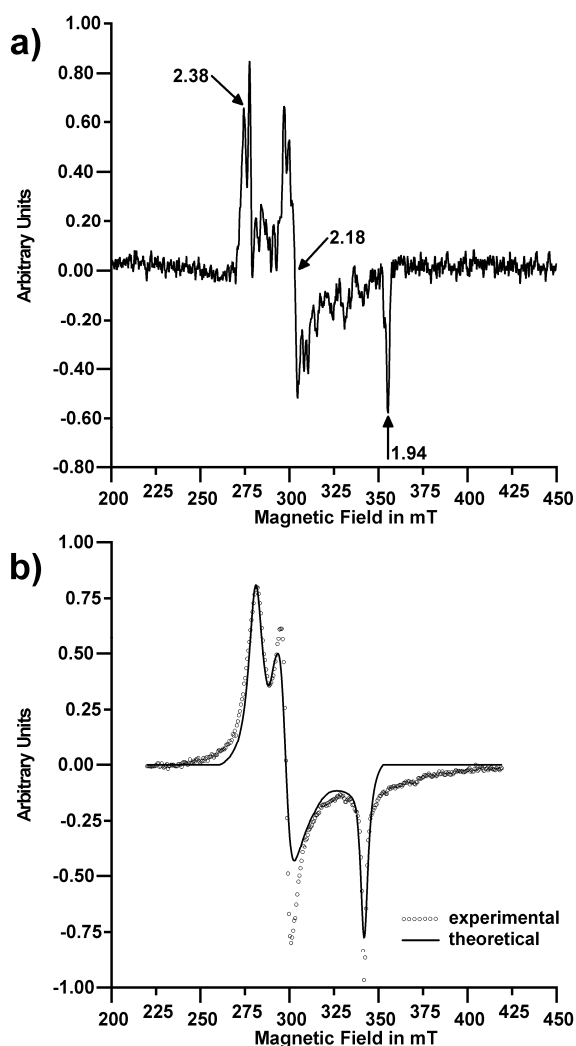 a)
1.00
0.80
0.60
0.40
0.20
0.00
-0.20
-0.40
-0.60
-0.80
Arbitrary Units
2.38
2.18
1.94
200 225 250 275 300 325 350 375 400 425 450
Magnetic Field in mT
b)
1.00
0.75
0.50
0.25
0.00
-0.25
-0.50
-0.75
-1.00
Arbitrary Units
experimental
theoretical
200 225 250 275 300 325 350 375 400 425 450
Magnetic Field in mT